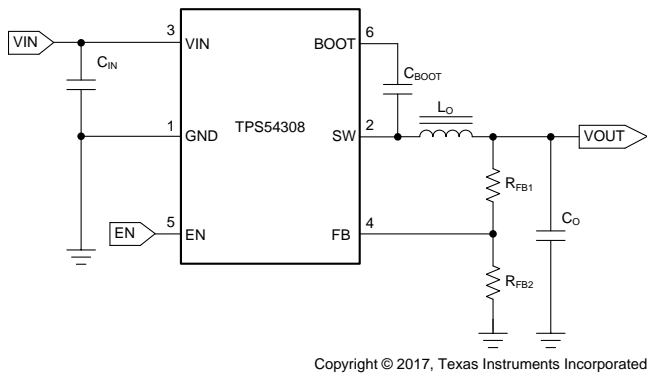 VIN
C_IN
3
VIN
1
GND
5
EN
EN
TPS54308
BOOT
6
C_BOOT
SW
2
L_O
VOUT
R_FB1
FB
4
C_O
R_FB2
Copyright © 2017, Texas Instruments Incorporated